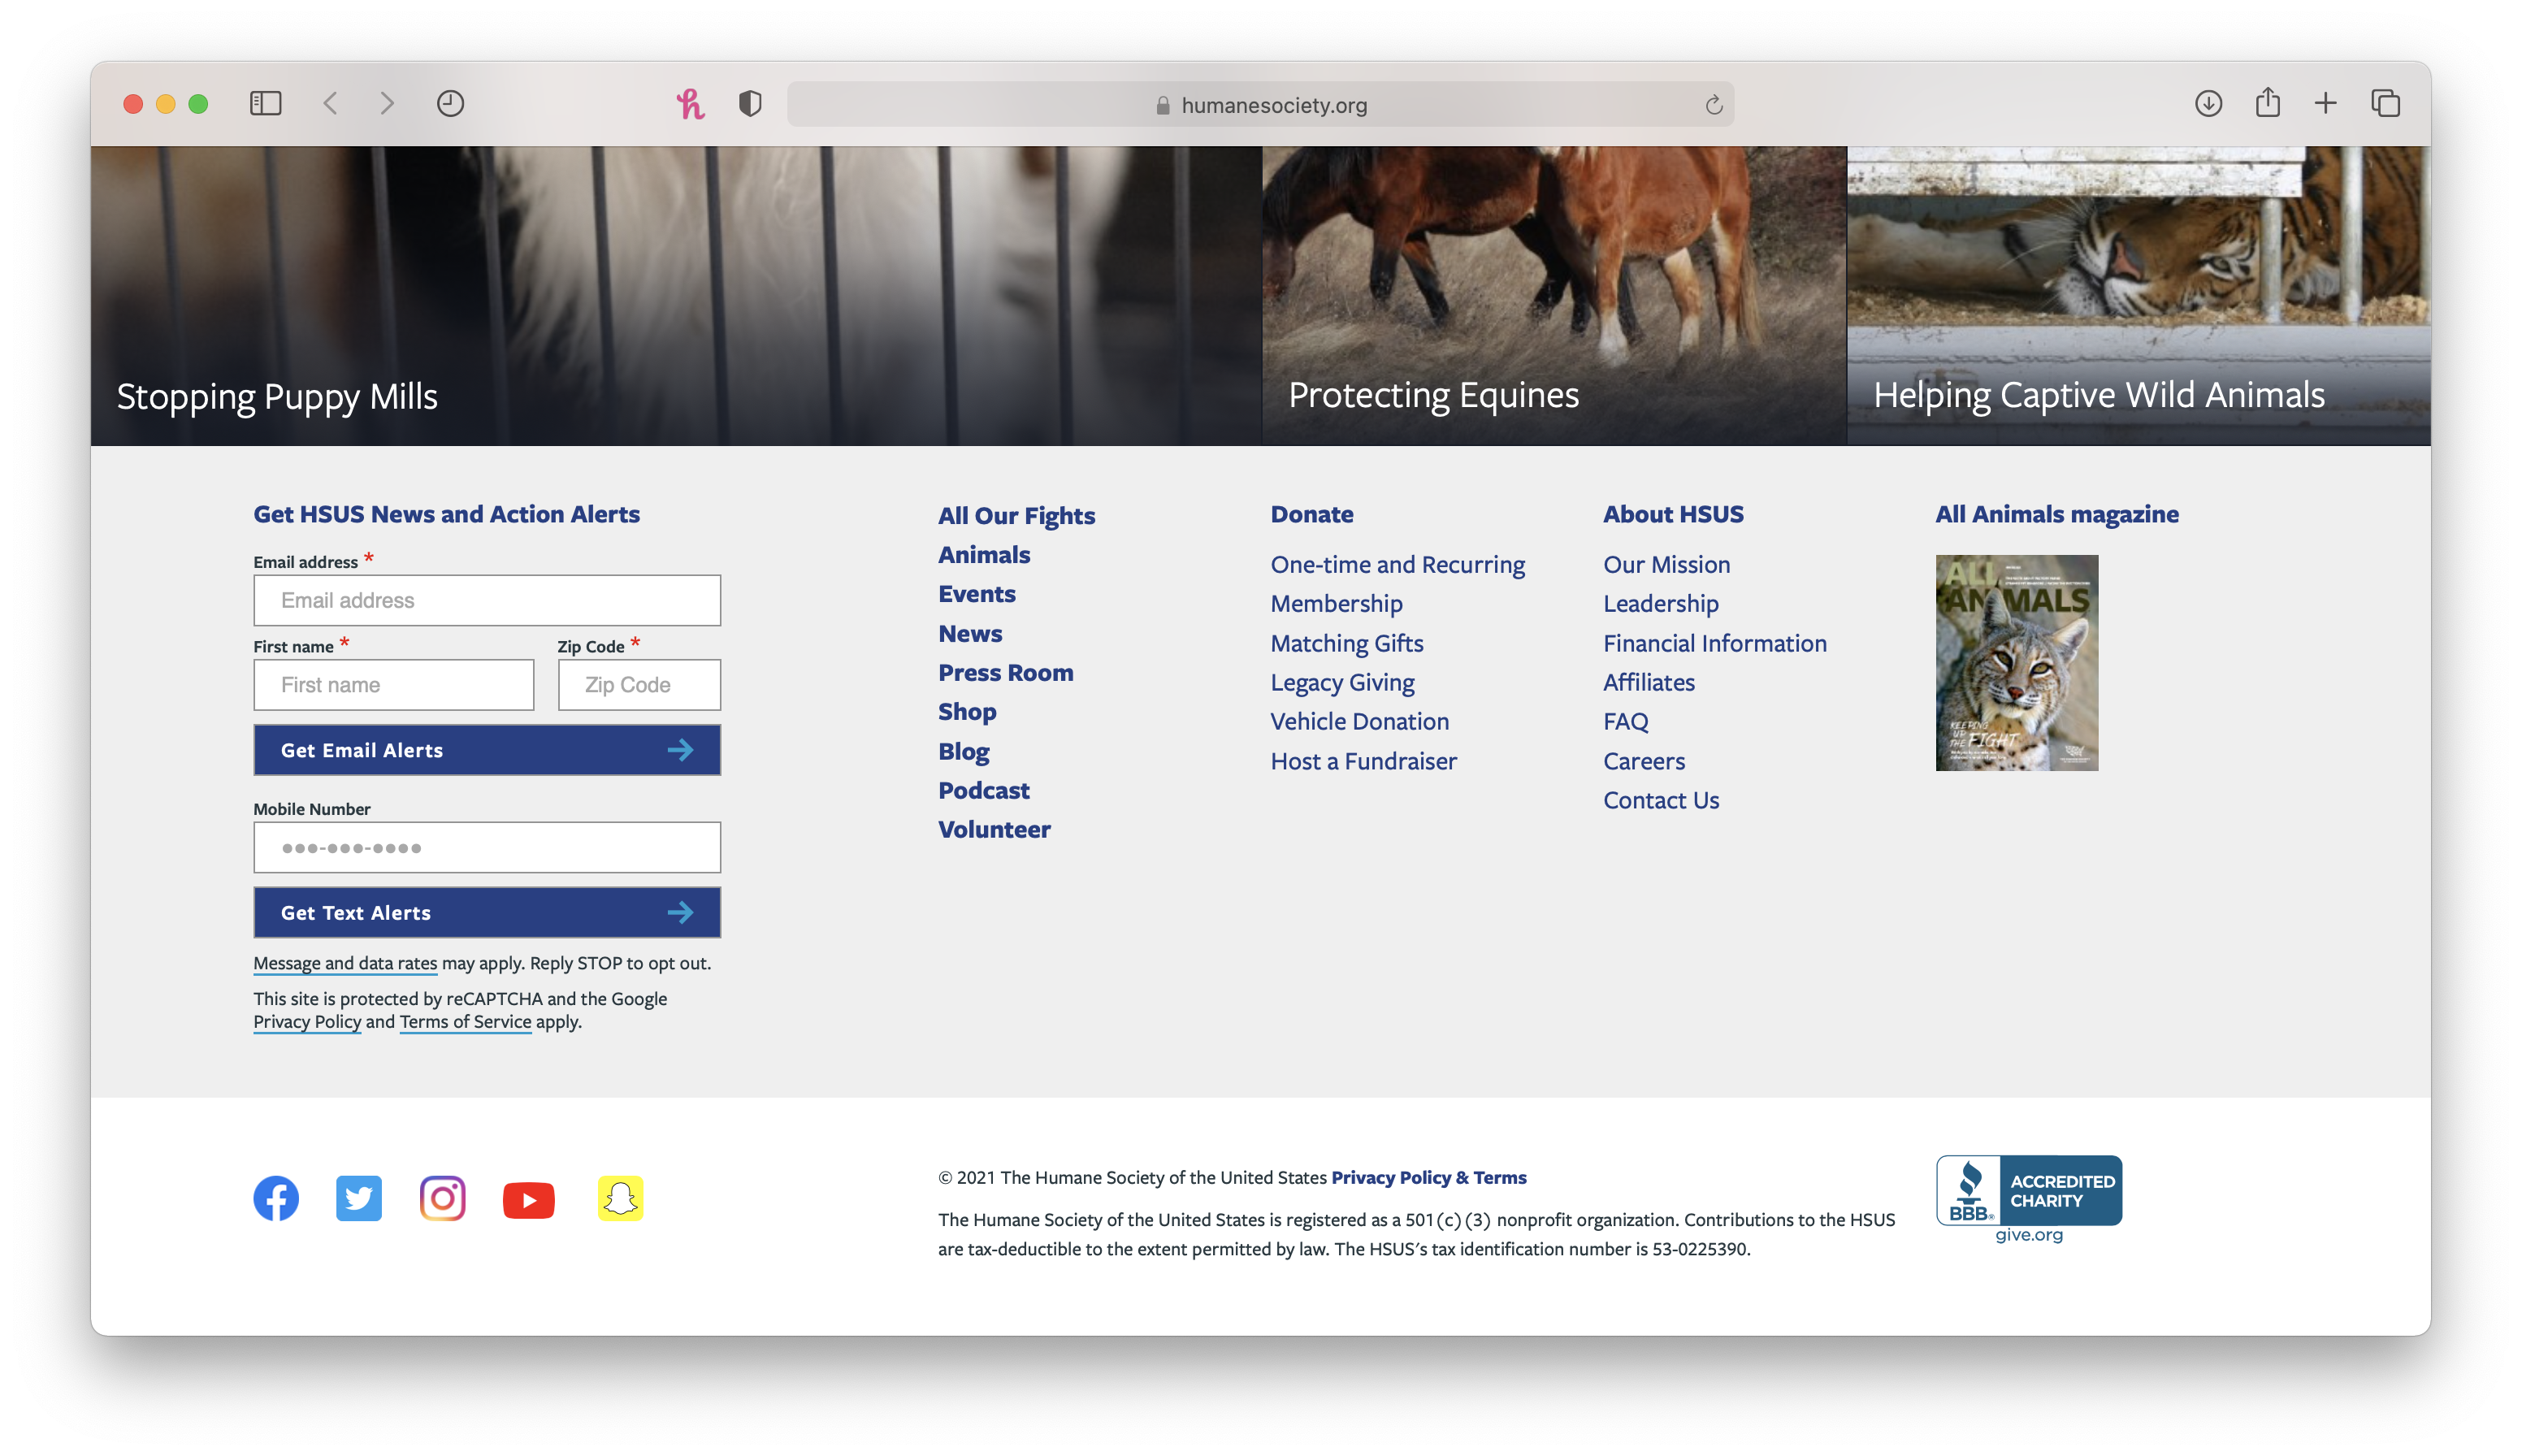 humanesociety.org
Stopping Puppy Mills
Protecting Equines
Helping Captive Wild Animals
Get HSUS News and Action Alerts
Email address *
Email address
First name *
Zip Code *
First name
Zip Code
Get Email Alerts
Mobile Number
•••-•••-••••
Get Text Alerts
Message and data rates may apply. Reply STOP to opt out.
This site is protected by reCAPTCHA and the Google
Privacy Policy and Terms of Service apply.
All Our Fights
Animals
Events
News
Press Room
Shop
Blog
Podcast
Volunteer
Donate
One-time and Recurring
Membership
Matching Gifts
Legacy Giving
Vehicle Donation
Host a Fundraiser
About HSUS
Our Mission
Leadership
Financial Information
Affiliates
FAQ
Careers
Contact Us
All Animals magazine
ALL
ANIMALS
KEEPING
UP
THE FIGHT
© 2021 The Humane Society of the United States Privacy Policy & Terms
The Humane Society of the United States is registered as a 501(c)(3) nonprofit organization. Contributions to the HSUS
are tax-deductible to the extent permitted by law. The HSUS's tax identification number is 53-0225390.
BBB®
ACCREDITED
CHARITY
give.org